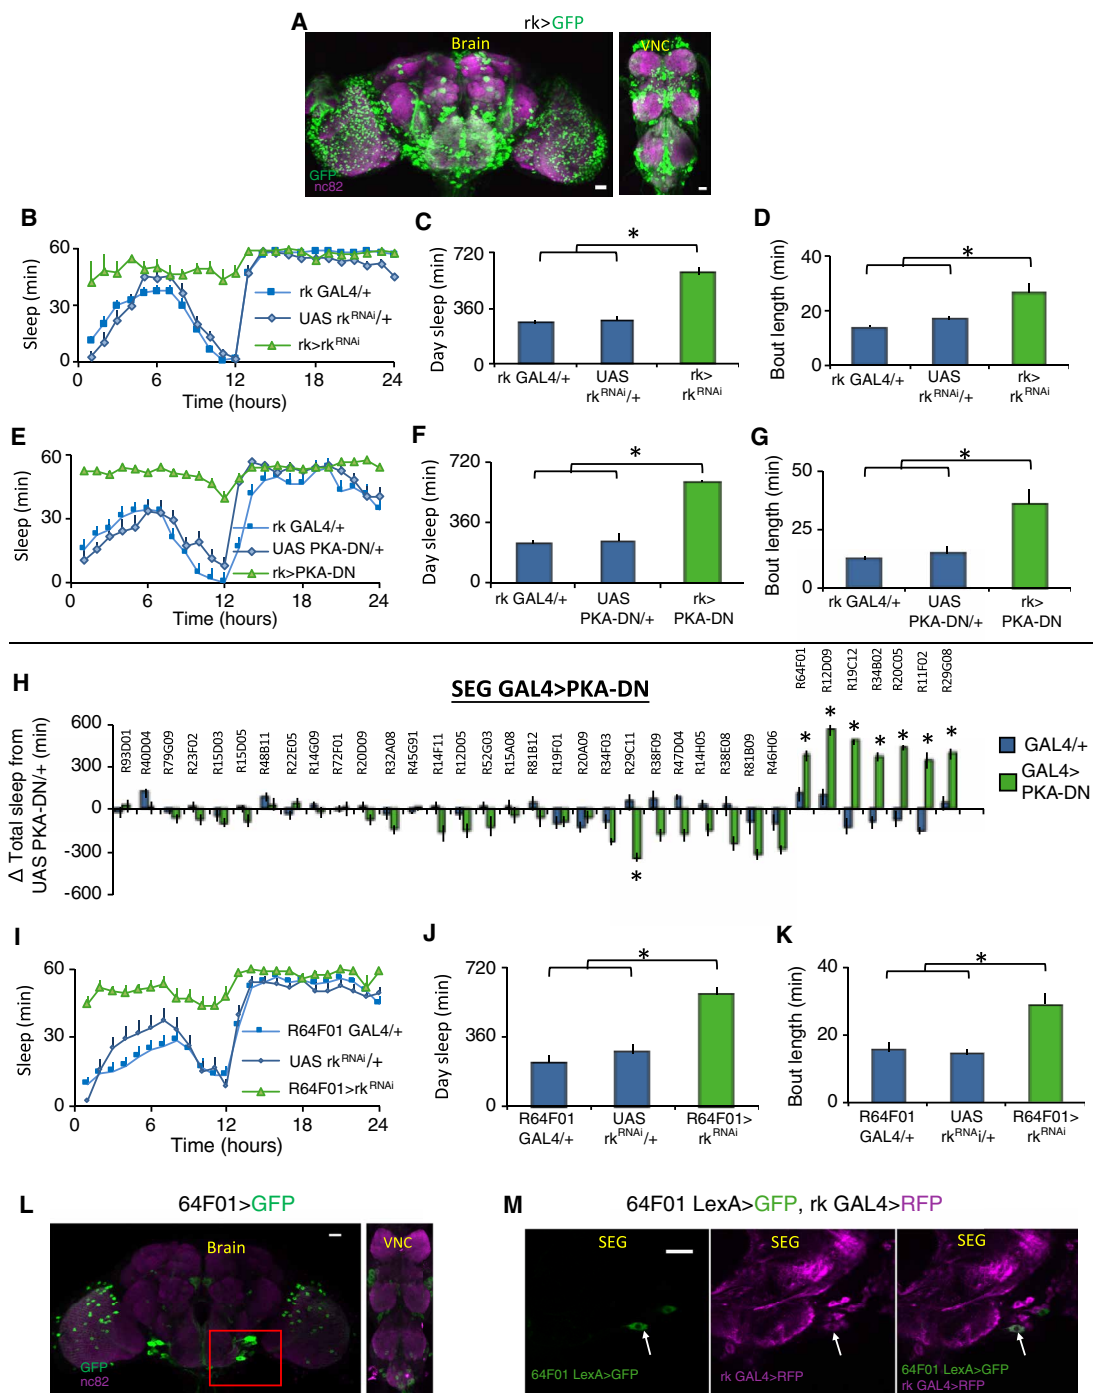 A
rk>GFP
Brain
VNC
GFP
nc82
B
Sleep (min)
60
30
0
0
6
12
18
24
Time (hours)
rk GAL4/+
UAS rkRNAi/+
rk>rkRNAi
C
Day sleep (min)
720
360
0
*
rk GAL4/+
UAS
rkRNAi/+
rk>
rkRNAi
D
Bout length (min)
40
20
0
*
rk GAL4/+
UAS
rkRNAi/+
rk>
rkRNAi
E
Sleep (min)
60
30
0
0
6
12
18
24
Time (hours)
rk GAL4/+
UAS PKA-DN/+
rk>PKA-DN
F
Day sleep (min)
720
360
0
*
rk GAL4/+
UAS
PKA-DN/+
rk>
PKA-DN
G
Bout length (min)
50
25
0
*
rk GAL4/+
UAS
PKA-DN/+
rk>
PKA-DN
H
SEG GAL4>PKA-DN
Δ Total sleep from
UAS PKA-DN/+ (min)
600
300
0
-300
-600
R93D01
R40D04
R79G09
R23F02
R15D03
R15D05
R48B11
R22E05
R14G09
R72F01
R20D09
R32A08
R45G91
R14F11
R12D05
R52G03
R15A08
R81B12
R19F01
R20A09
R34F03
R29C11
R38F09
R47D04
R14H05
R38E08
R81B09
R46H06
R64F01
R12D09
R19C12
R34B02
R20C05
R11F02
R29G08
*
*
*
*
*
*
*
*
GAL4/+
GAL4>
PKA-DN
I
Sleep (min)
60
30
0
0
6
12
18
24
Time (hours)
R64F01 GAL4/+
UAS rkRNAi/+
R64F01>rkRNAi
J
Day sleep (min)
720
360
0
*
R64F01
GAL4/+
UAS
rkRNAi/+
R64F01>
rkRNAi
K
Bout length (min)
40
20
0
*
R64F01
GAL4/+
UAS
rkRNAi/+
R64F01>
rkRNAi
L
64F01>GFP
Brain
VNC
GFP
nc82
M
64F01 LexA>GFP, rk GAL4>RFP
SEG
64F01 LexA>GFP
SEG
rk GAL4>RFP
SEG
64F01 LexA>GFP
rk GAL4>RFP